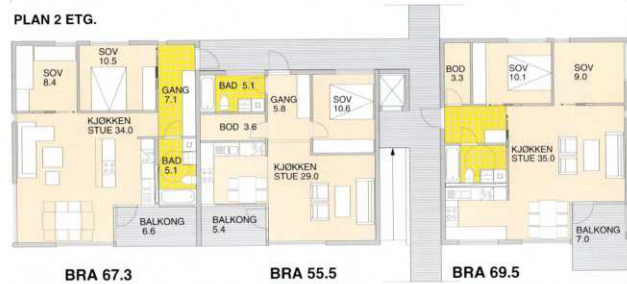 PLAN 2 ETG.
SOV
8.4
SOV
10.5
GANG
7.1
KJØKKEN
STUE 34.0
BAD
5.1
BALKONG
6.6
BRA 67.3
BAD 5.1
GANG
5.8
SOV
10.6
BOD 3.6
KJØKKEN
STUE 29.0
BALKONG
5.4
BRA 55.5
BOD
3.3
SOV
10.1
SOV
9.0
KJØKKEN
STUE 35.0
BALKONG
7.0
BRA 69.5